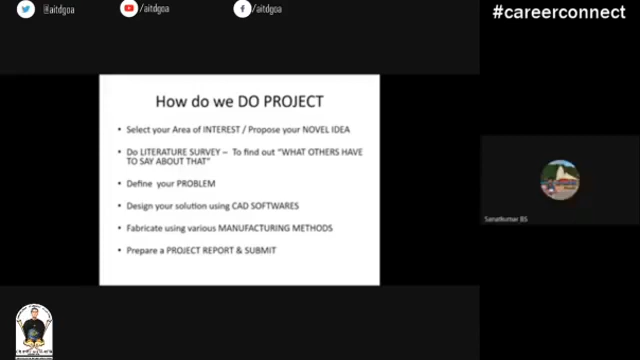 @aitdgoa
/aitdgoa
/aitdgoa
#careerconnect
How do we DO PROJECT
• Select your Area of INTEREST / Propose your NOVEL IDEA
• Do LITERATURE SURVEY – To find out “WHAT OTHERS HAVE
TO SAY ABOUT THAT”
• Define your PROBLEM
• Design your solution using CAD SOFTWARES
• Fabricate using various MANUFACTURING METHODS
• Prepare a PROJECT REPORT & SUBMIT
Sanatkumar BS